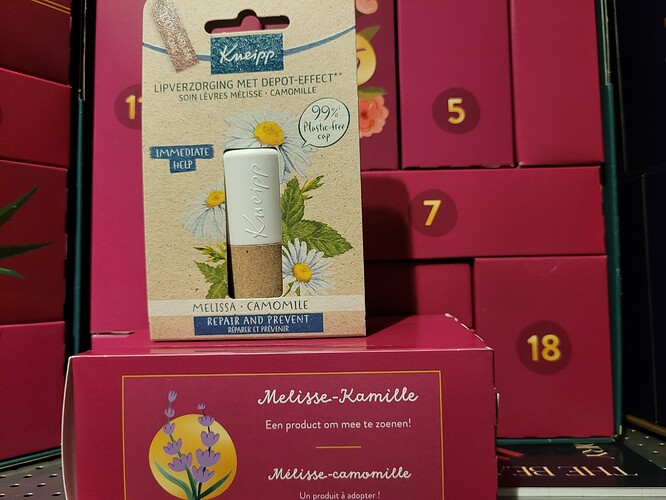 Kneipp
LIPVERZORGING MET DEPOT-EFFECT**
SOIN LÈVRES MÉLISSE · CAMOMILLE
99%*
Plastic-free
cap
IMMEDIATE
HELP
Kneipp
MELISSA · CAMOMILE
REPAIR AND PREVENT
RÉPARER ET PRÉVENIR
11
5
7
18
Melisse-Kamille
Een product om mee te zoenen!
Mélisse-camomille
Un produit à adopter !
THE BEA